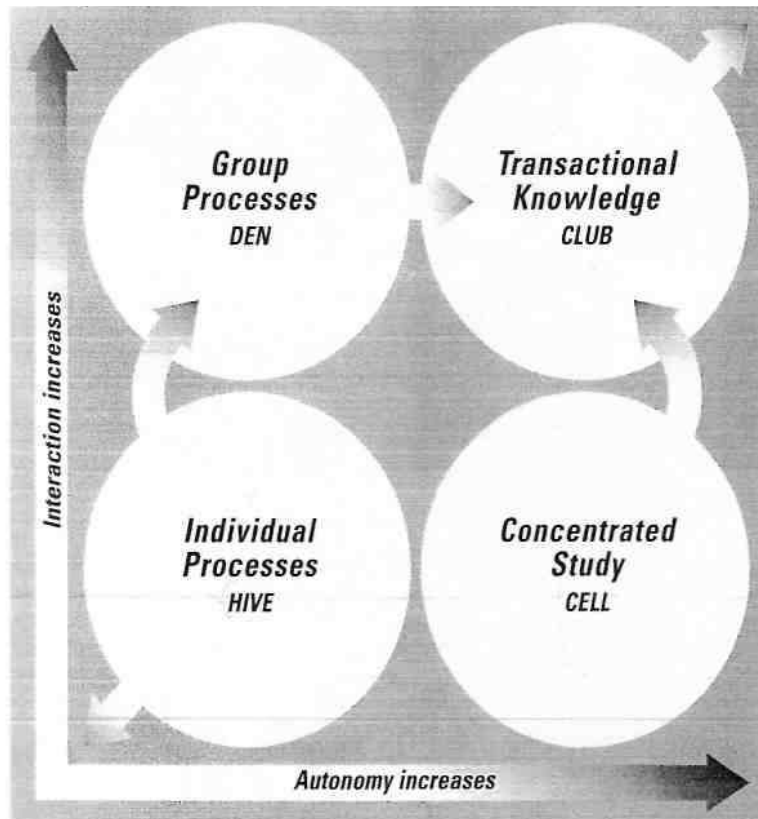 Group
Processes
DEN
Transactional
Knowledge
CLUB
Interaction increases
Individual
Processes
HIVE
Concentrated
Study
CELL
Autonomy increases